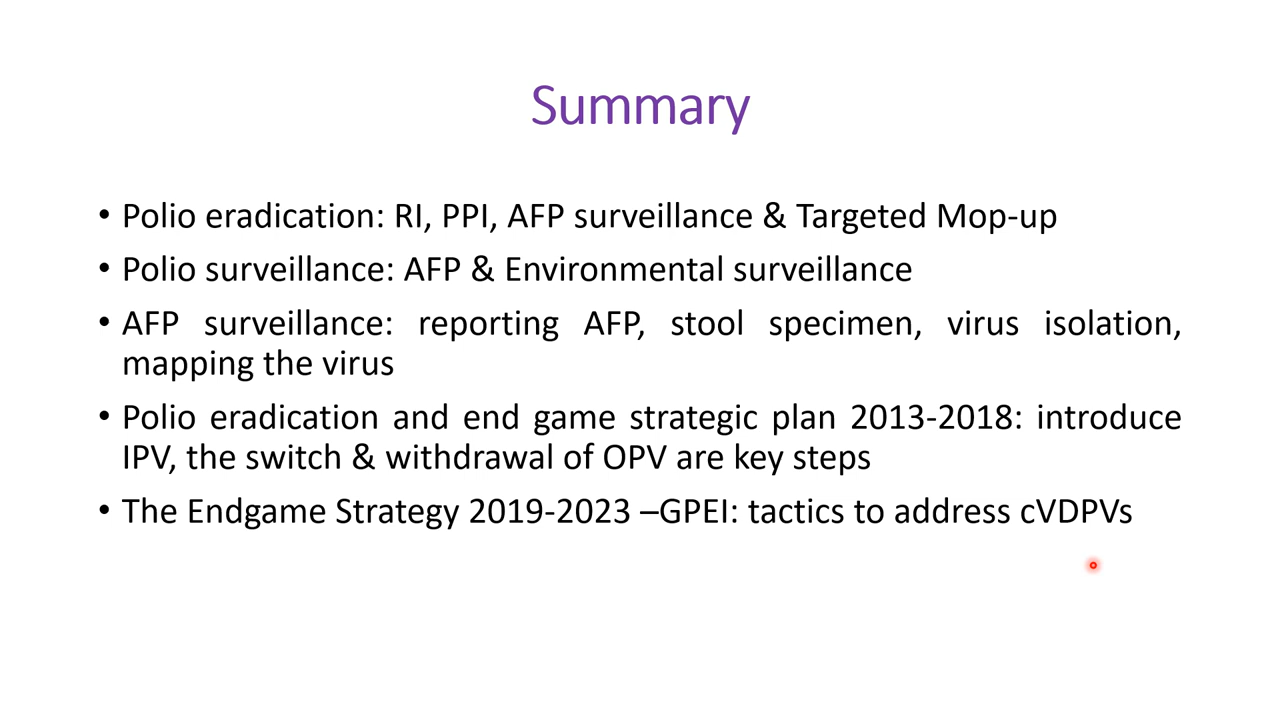 Summary
• Polio eradication: RI, PPI, AFP surveillance & Targeted Mop-up
• Polio surveillance: AFP & Environmental surveillance
• AFP surveillance: reporting AFP, stool specimen, virus isolation,
mapping the virus
• Polio eradication and end game strategic plan 2013-2018: introduce
IPV, the switch & withdrawal of OPV are key steps
• The Endgame Strategy 2019-2023 –GPEI: tactics to address cVDPVs